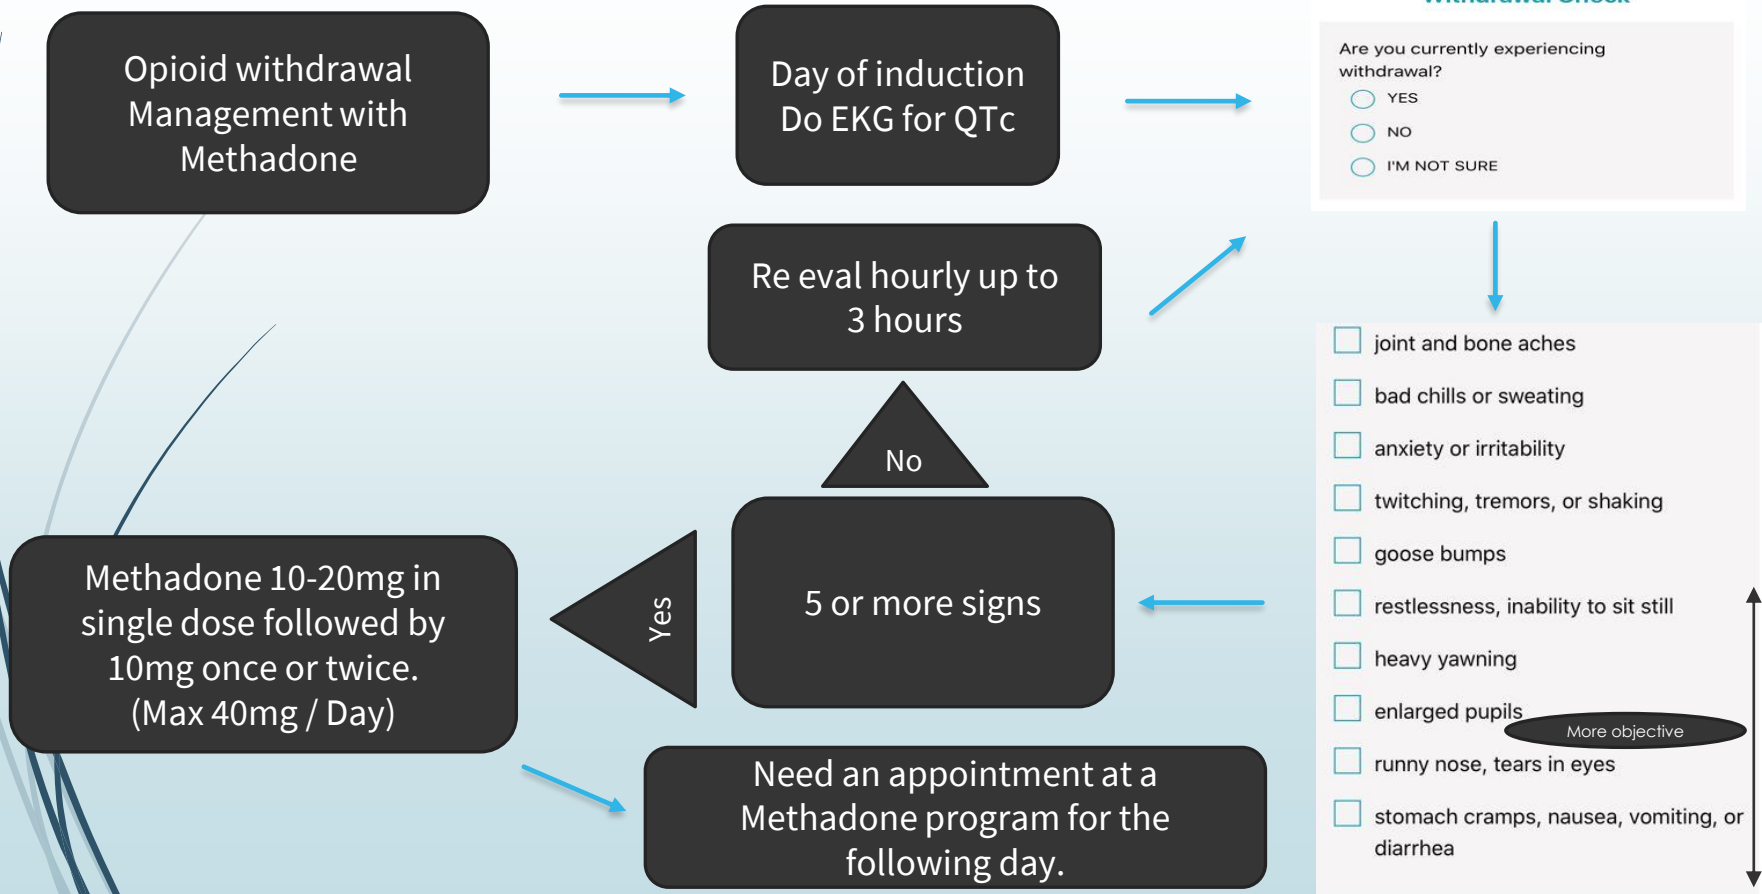 Opioid withdrawal
Management with
Methadone
Day of induction
Do EKG for QTc
Withdrawal Check
Are you currently experiencing
withdrawal?
YES
NO
I'M NOT SURE
Re eval hourly up to
3 hours
joint and bone aches
bad chills or sweating
anxiety or irritability
twitching, tremors, or shaking
goose bumps
restlessness, inability to sit still
heavy yawning
enlarged pupils
More objective
runny nose, tears in eyes
stomach cramps, nausea, vomiting, or
diarrhea
No
5 or more signs
Yes
Methadone 10-20mg in
single dose followed by
10mg once or twice.
(Max 40mg / Day)
Need an appointment at a
Methadone program for the
following day.